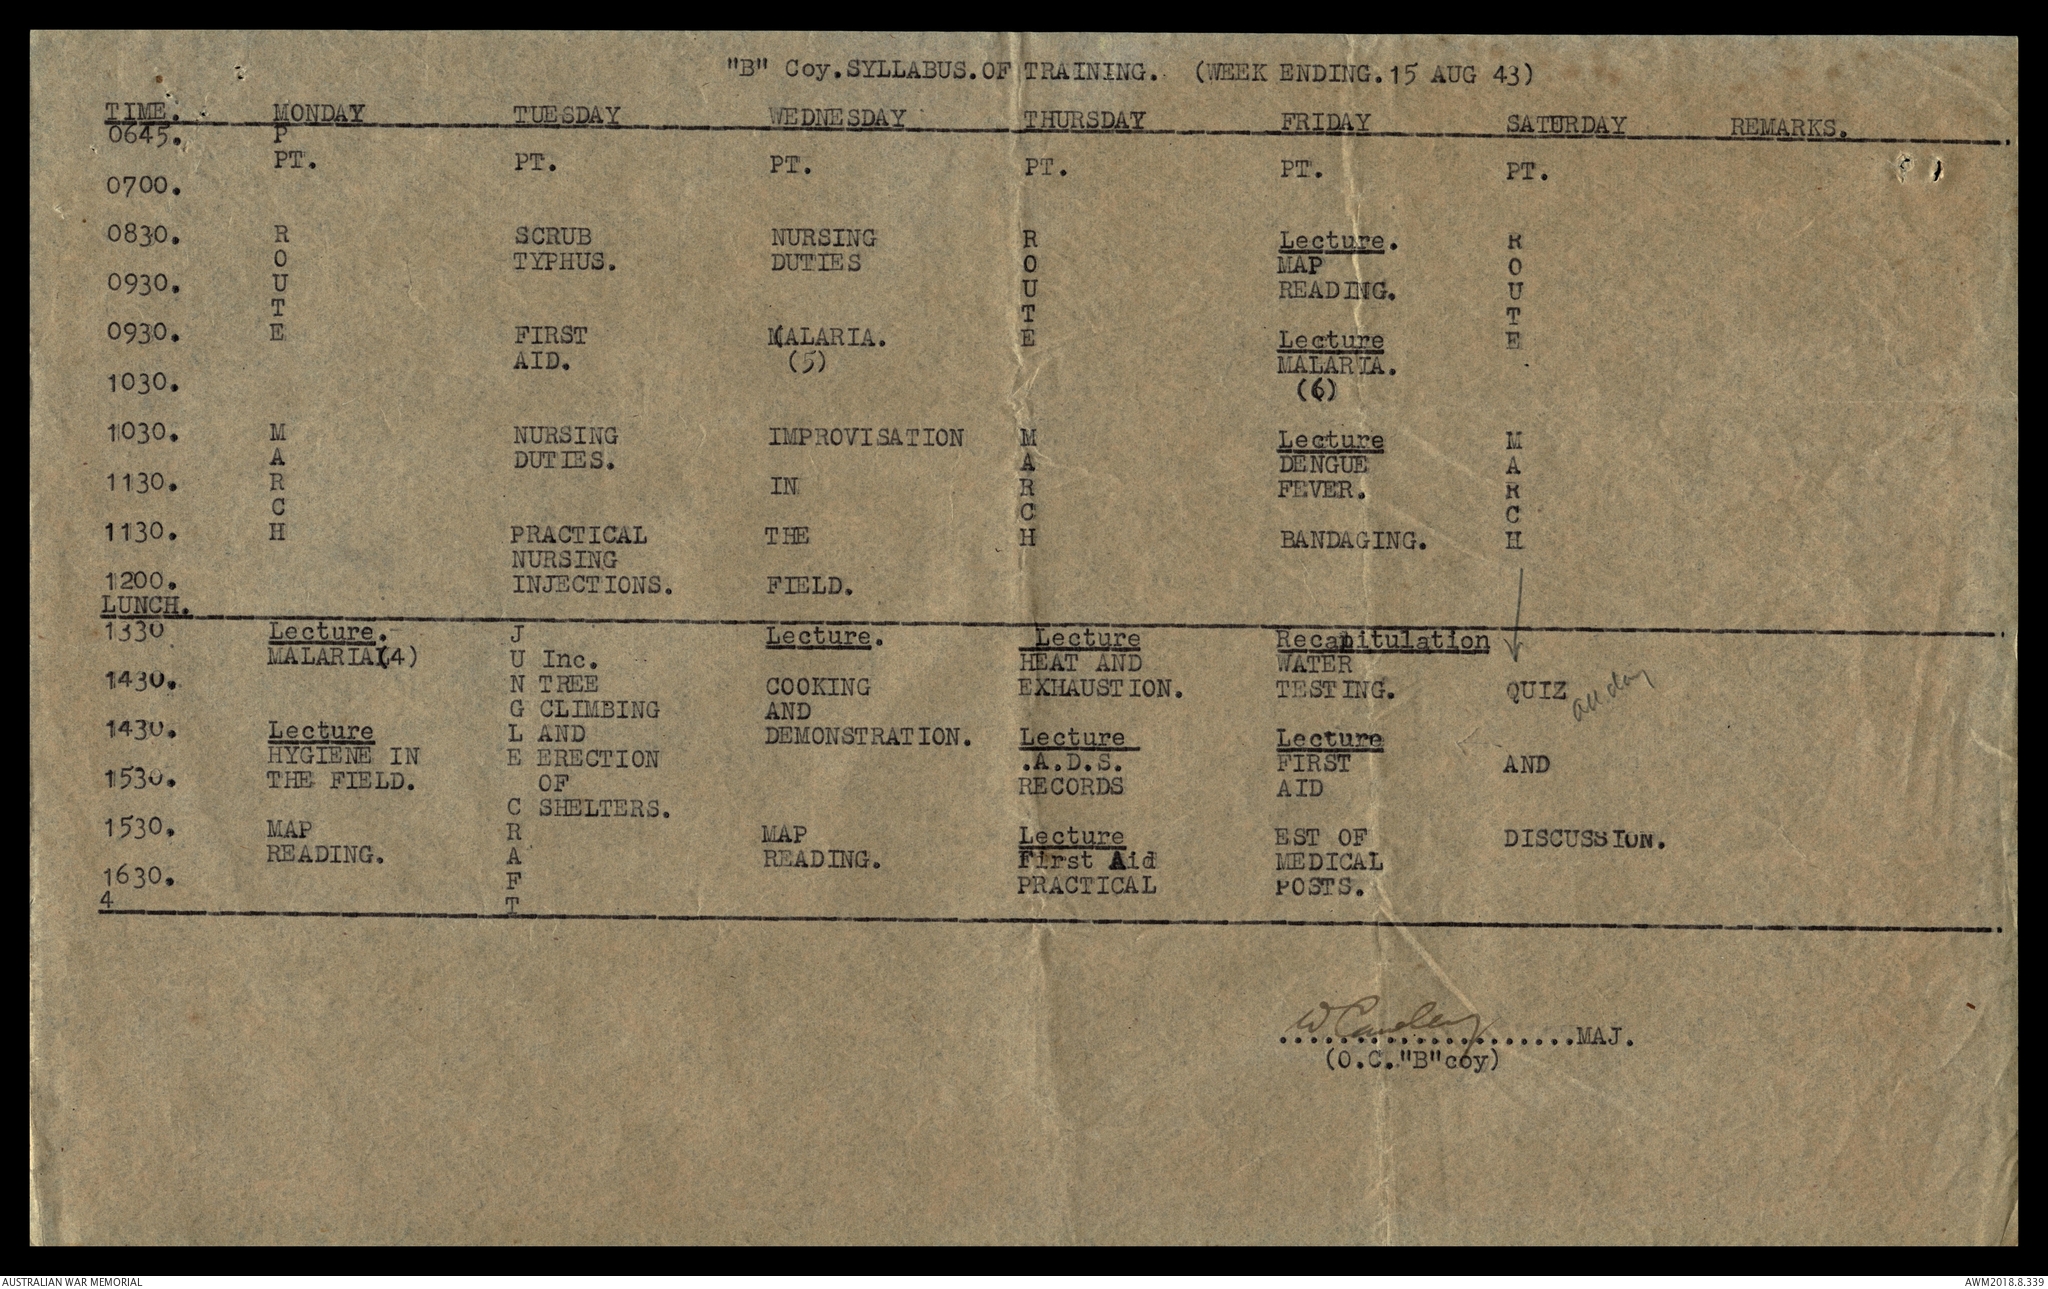 "B" Coy.SYLLABUS.OF TRAINING. (WEEK ENDING.15 AUG 43)
TIME. MONDAY TUESDAY WEDNESDAY THURSDAY FRIDAY SATURDAY REMARKS.
0645. P
PT. PT. PT. PT. PT. PT.
0700.
0830. R SCRUB NURSING R Lecture. R
O TYPHUS. DUTIES O MAP O
0930. U U READING. U
T T T
0930. E FIRST MALARIA. E Lecture E
AID. (5) MALARIA.
1030. (6)
1030. M NURSING IMPROVISATION M Lecture M
A DUTIES. A DENGUE A
1130. R IN R FEVER. R
C C C
1130. H PRACTICAL THE H BANDAGING. H
NURSING
1200. INJECTIONS. FIELD.
LUNCH.
1330 Lecture. J Lecture. Lecture Recapitulation
MALARIA(4) U Inc. HEAT AND WATER
1430. N TREE COOKING EXHAUSTION. TESTING. QUIZ
G CLIMBING AND
1430. Lecture L AND DEMONSTRATION. Lecture Lecture
HYGIENE IN E ERECTION .A.D.S. FIRST AND
1530. THE FIELD. OF RECORDS AID
C SHELTERS.
1530. MAP R MAP Lecture EST OF DISCUSSION.
READING. A READING. First Aid MEDICAL
1630. F PRACTICAL POSTS.
4 T
....................MAJ.
(O.C."B"coy)
AUSTRALIAN WAR MEMORIAL AWM2018.8.339